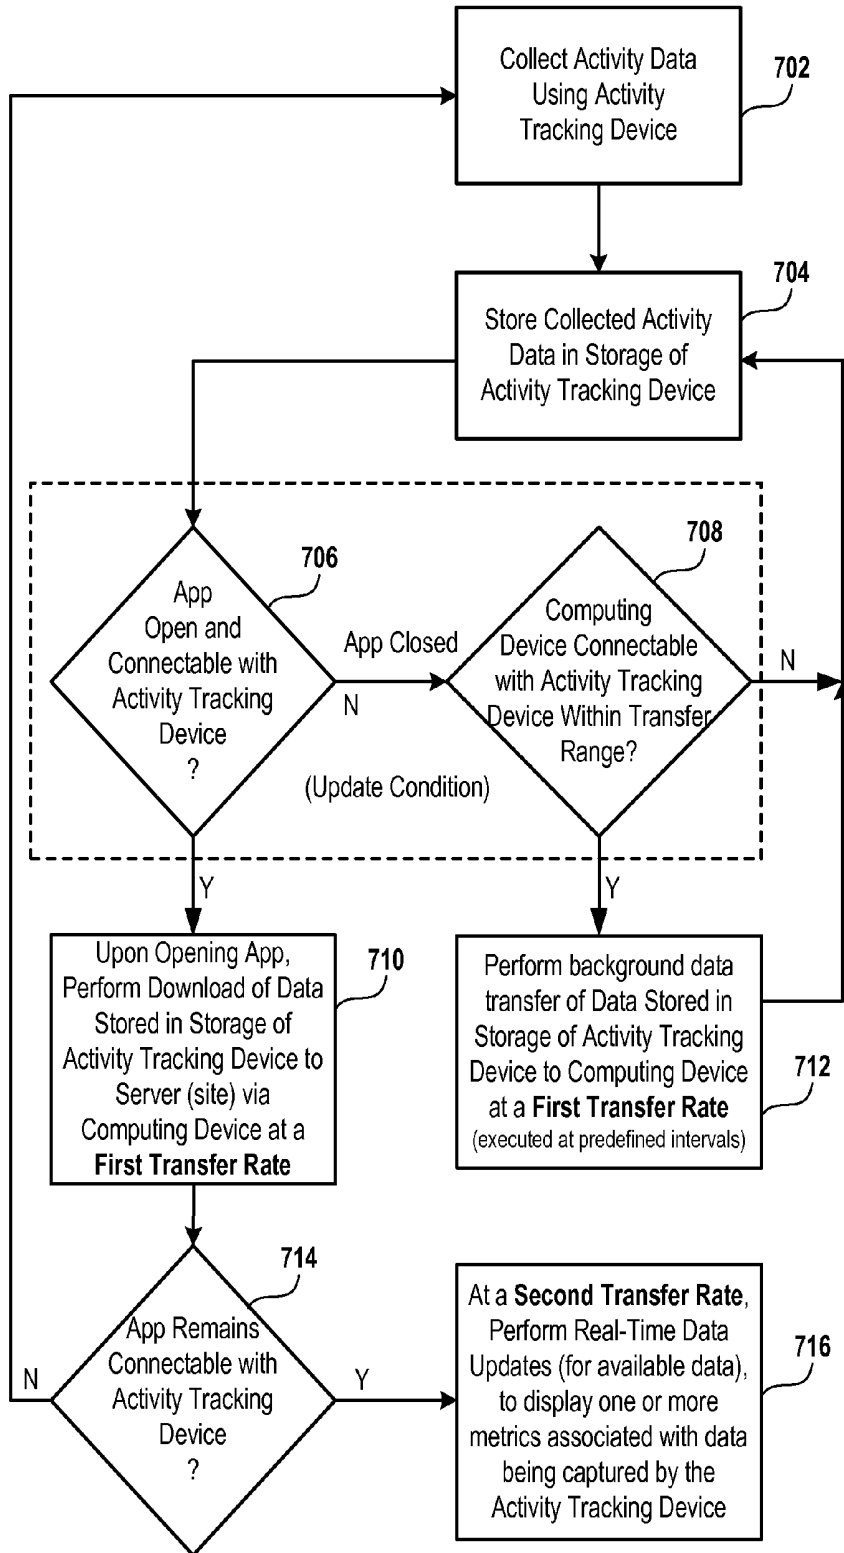 Collect Activity Data
Using Activity
Tracking Device
702
Store Collected Activity
Data in Storage of
Activity Tracking Device
704
App
Open and
Connectable with
Activity Tracking
Device
?
706
App Closed
N
Computing
Device Connectable
with Activity Tracking
Device Within Transfer
Range?
708
N
(Update Condition)
Y
Y
Upon Opening App,
Perform Download of Data
Stored in Storage of
Activity Tracking Device to
Server (site) via
Computing Device at a
First Transfer Rate
710
Perform background data
transfer of Data Stored in
Storage of Activity Tracking
Device to Computing Device
at a First Transfer Rate
(executed at predefined intervals)
712
App Remains
Connectable with
Activity Tracking
Device
?
714
N
Y
At a Second Transfer Rate,
Perform Real-Time Data
Updates (for available data),
to display one or more
metrics associated with data
being captured by the
Activity Tracking Device
716